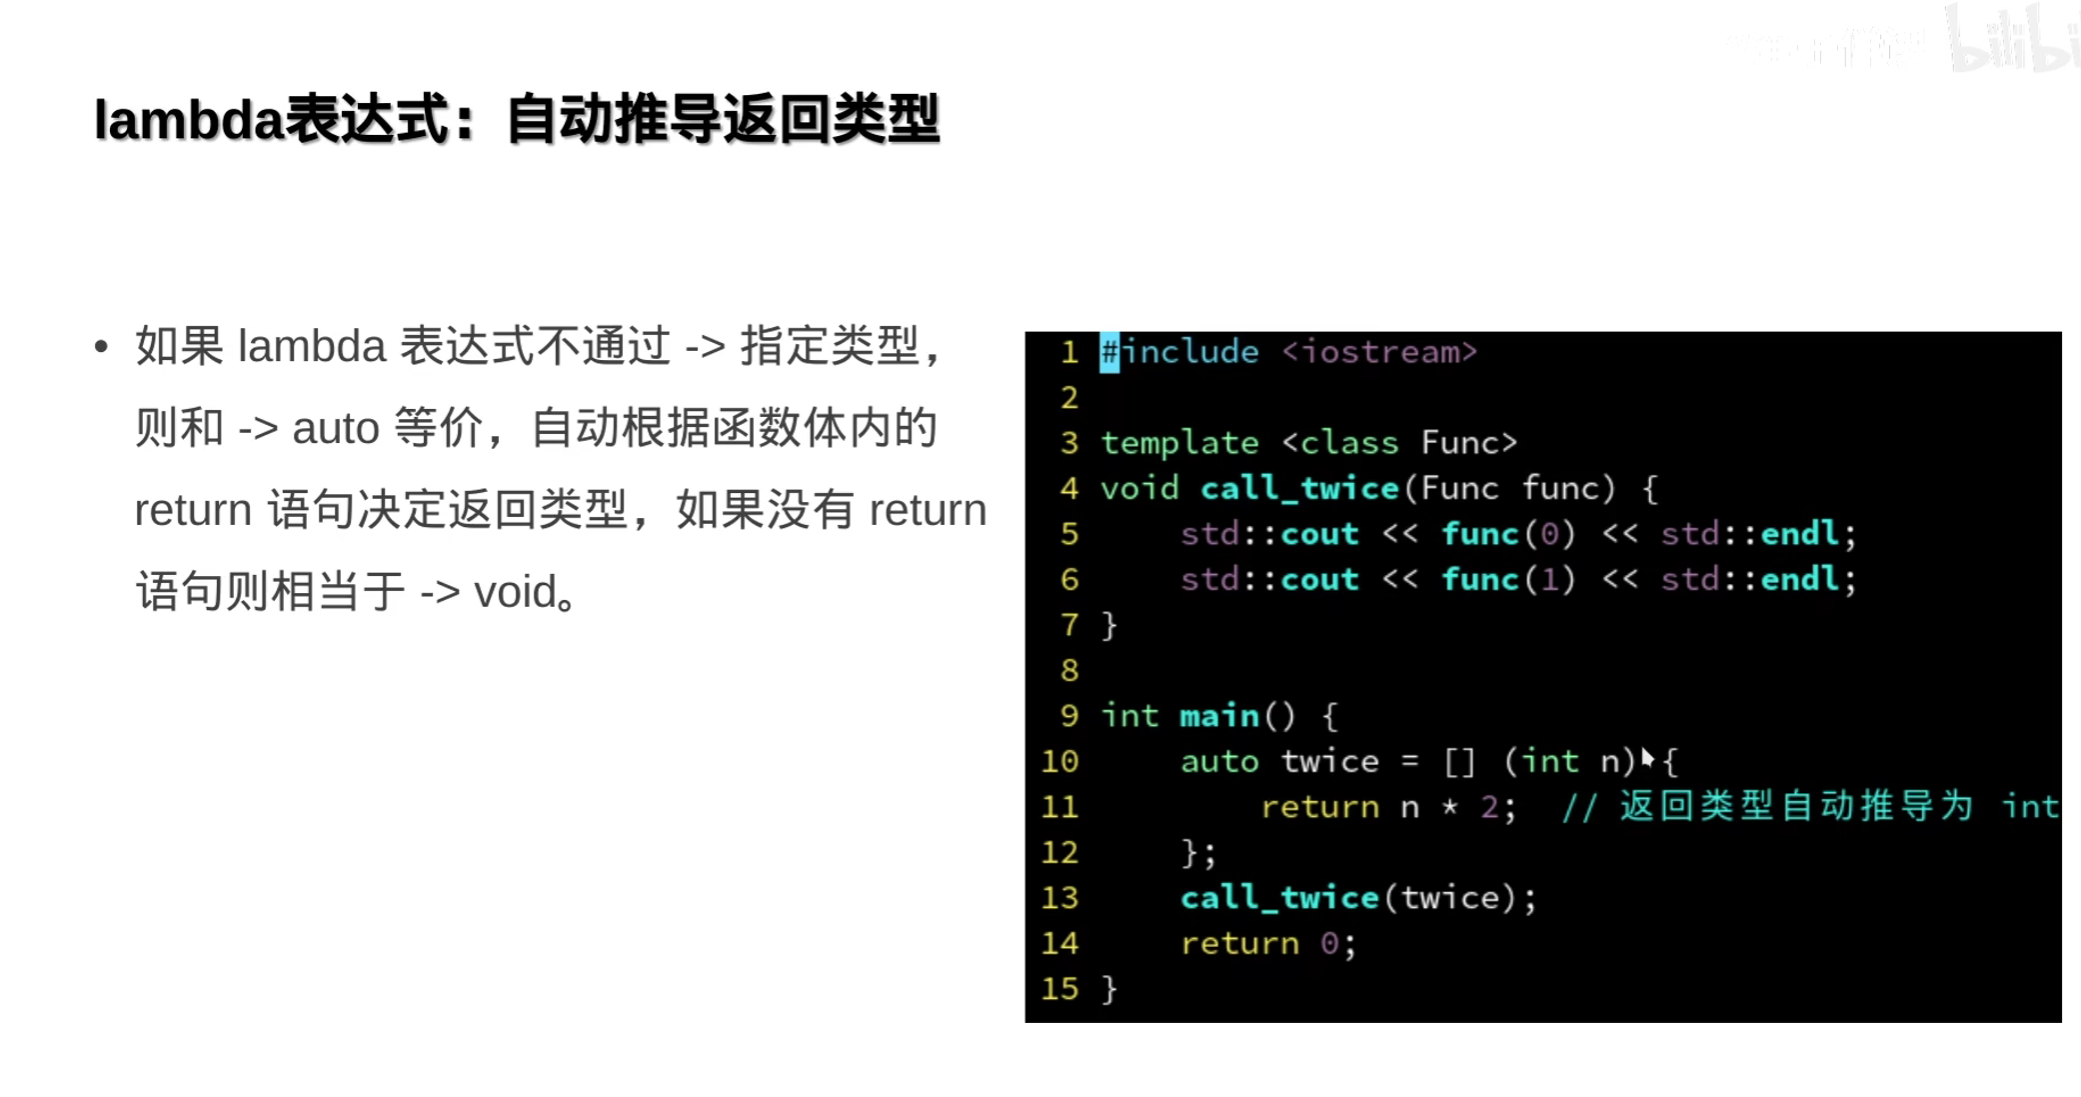 lambda表达式：自动推导返回类型
• 如果 lambda 表达式不通过 -> 指定类型，
则和 -> auto 等价，自动根据函数体内的
return 语句决定返回类型，如果没有 return
语句则相当于 -> void。
1 #include <iostream>
2
3 template <class Func>
4 void call_twice(Func func) {
5     std::cout << func(0) << std::endl;
6     std::cout << func(1) << std::endl;
7 }
8
9 int main() {
10     auto twice = [] (int n) {
11         return n * 2;  // 返回类型自动推导为 int
12     };
13     call_twice(twice);
14     return 0;
15 }